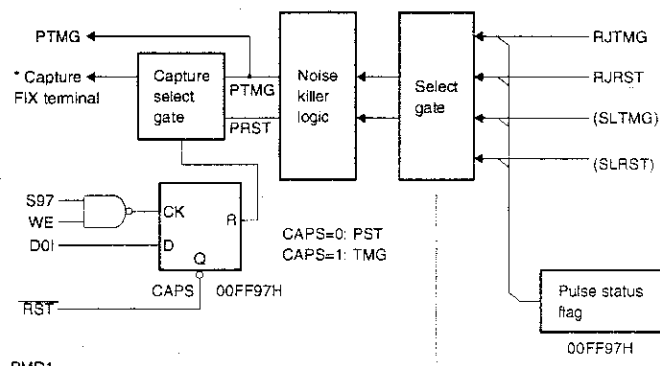 PTMG
* Capture
FIX terminal
Capture
select
gate
PTMG
PRST
Noise
killer
logic
Select
gate
RJTMG
RJRST
(SLTMG)
(SLRST)
S97
WE
D0I
CK
D
R
Q
CAPS
00FF97H
RST
CAPS=0: PST
CAPS=1: TMG
Pulse status
flag
00FF97H